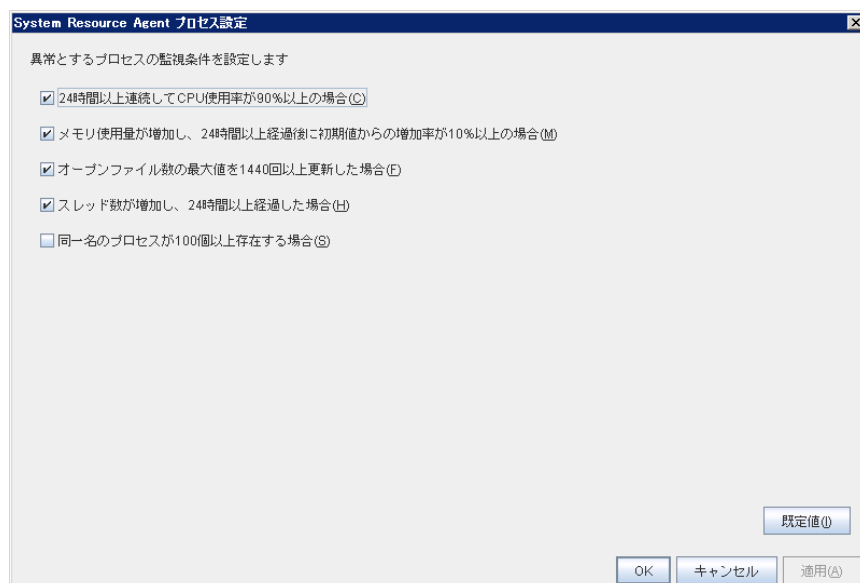 System Resource Agent プロセス設定
異常とするプロセスの監視条件を設定します
24時間以上連続してCPU使用率が90%以上の場合(C)
メモリ使用量が増加し、24時間以上経過後に初期値からの増加率が10%以上の場合(M)
オープンファイル数の最大値を1440回以上更新した場合(F)
スレッド数が増加し、24時間以上経過した場合(H)
同一名のプロセスが100個以上存在する場合(S)
既定値(I)
OK キャンセル 適用(A)